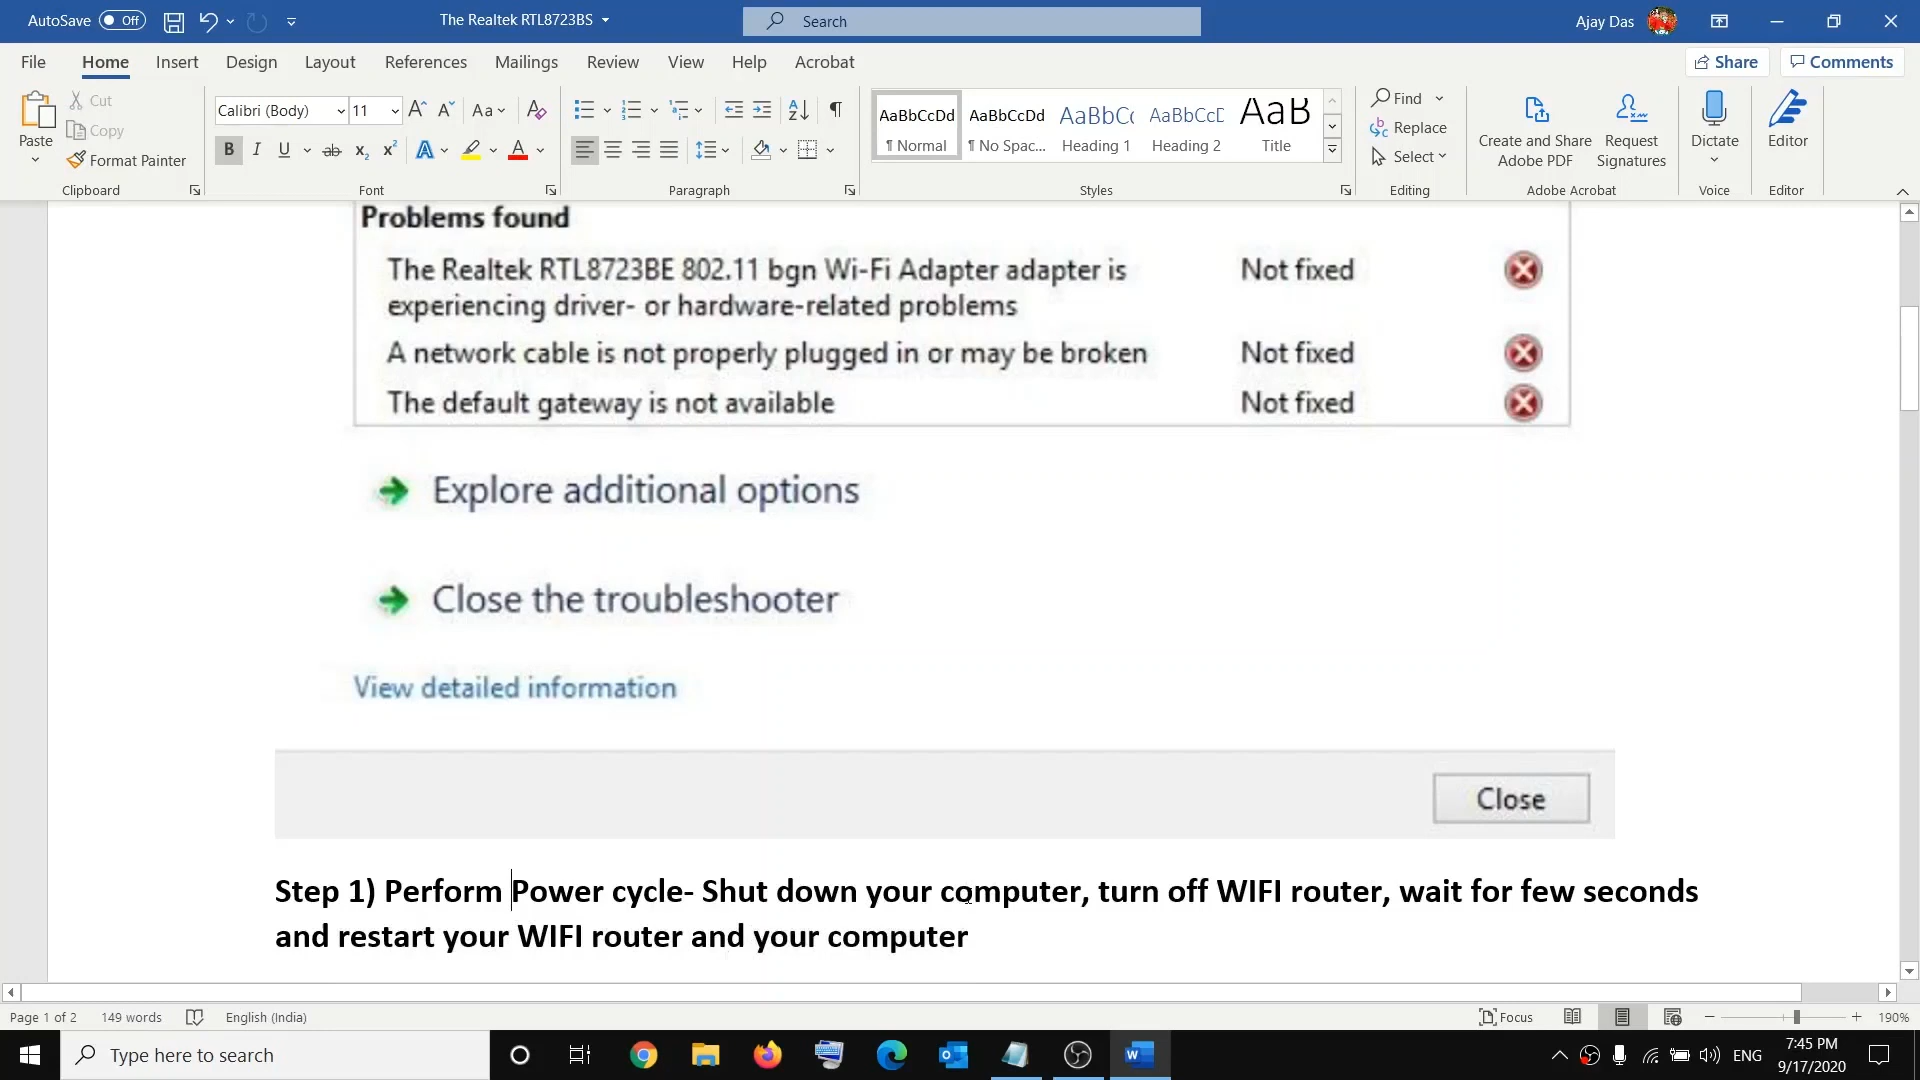 AutoSave Off The Realtek RTL8723BS Search Ajay Das
File Home Insert Design Layout References Mailings Review View Help Acrobat Share Comments
Paste Cut Copy Format Painter
Calibri (Body) 11
AaBbCcDd AaBbCcDd AaBbCc AaBbCcD AaB
¶ Normal ¶ No Spac... Heading 1 Heading 2 Title
Find Replace Select
Create and Share Adobe PDF
Request Signatures
Dictate Editor
Clipboard Font Paragraph Styles Editing Adobe Acrobat Voice Editor
Problems found
The Realtek RTL8723BE 802.11 bgn Wi-Fi Adapter adapter is Not fixed
experiencing driver- or hardware-related problems
A network cable is not properly plugged in or may be broken Not fixed
The default gateway is not available Not fixed
Explore additional options
Close the troubleshooter
View detailed information
Close
Step 1) Perform Power cycle- Shut down your computer, turn off WIFI router, wait for few seconds
and restart your WIFI router and your computer
Page 1 of 2 149 words English (India) Focus 190%
Type here to search ENG 7:45 PM
9/17/2020